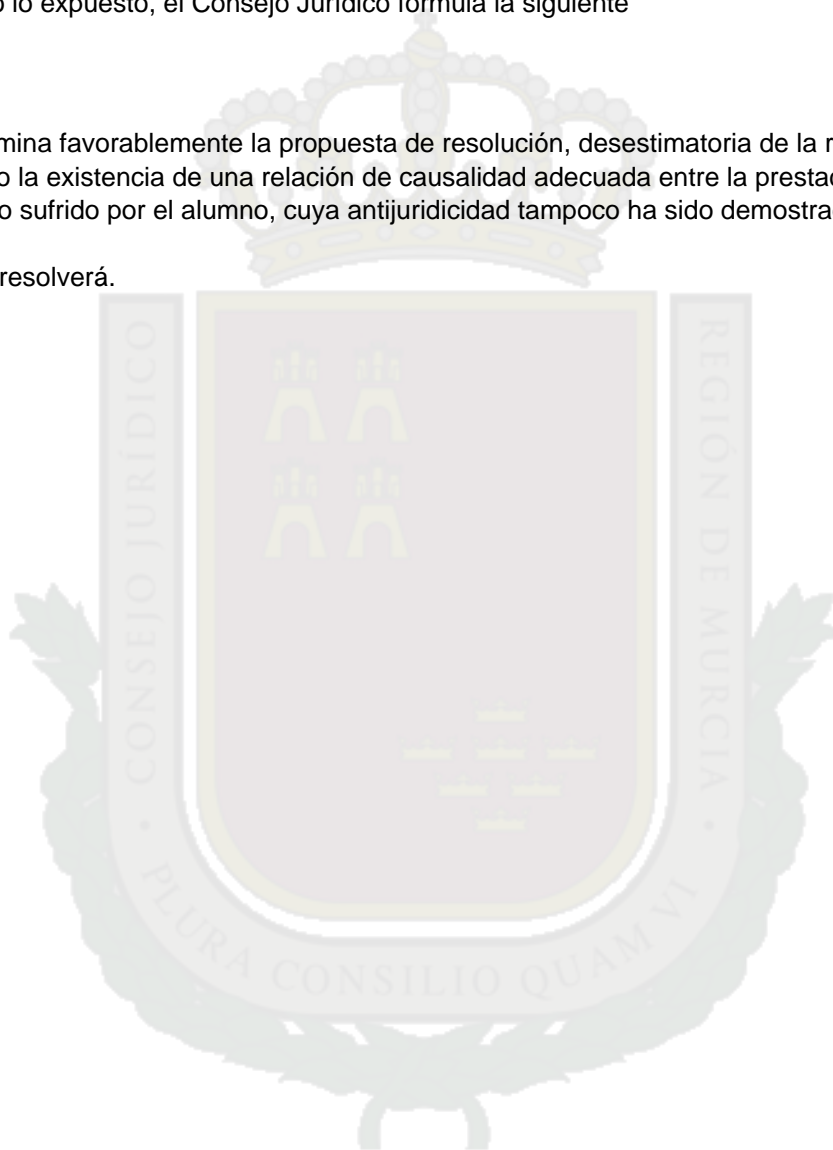 o lo expuesto, el Consejo Jurídico formula la siguiente
mina favorablemente la propuesta de resolución, desestimatoria de la
o la existencia de una relación de causalidad adecuada entre la
o sufrido por el alumno, cuya antijuridicidad tampoco ha sido
resolverá.
CONSEJO JURÍDICO
REGIÓN DE MURCIA
PLURA CONSILIO QUAM VI